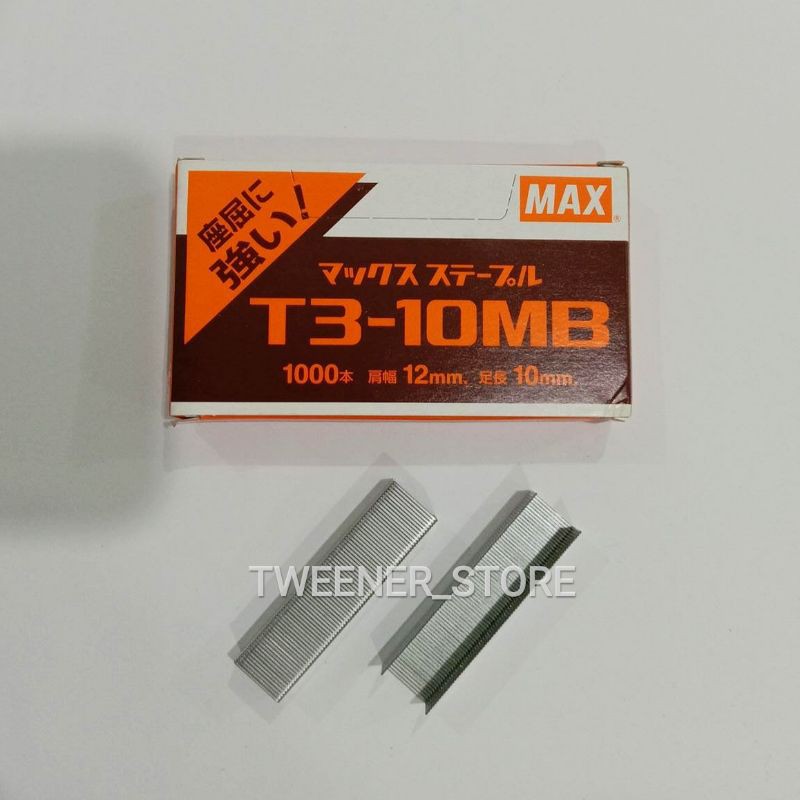 座屈に
強い!
MAX®
マックス ステープル
T3-10MB
1000本 肩幅 12mm、足長 10mm。
TWEENER_STORE